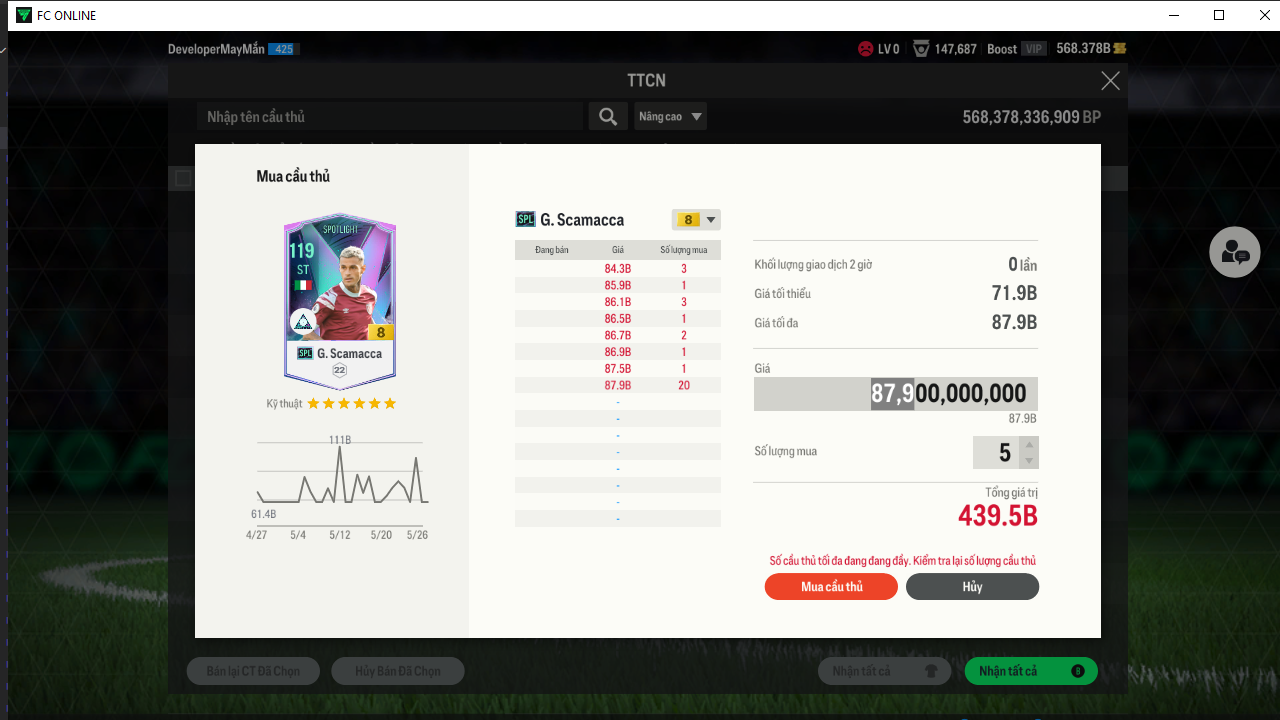 FC ONLINE
DeveloperMayMắn 425 LV 0 147,687 Boost VIP 568.378B
TTCN
Nhập tên cầu thủ Nâng cao 568,378,336,909 BP
Mua cầu thủ
SPOTLIGHT
119
ST
8
SPL G. Scamacca
22
Kỹ thuật
111B
61.4B
4/27 5/4 5/12 5/20 5/26
SPL G. Scamacca 8
Đang bán Giá Số lượng mua
84.3B 3
85.9B 1
86.1B 3
86.5B 1
86.7B 2
86.9B 1
87.5B 1
87.9B 20
-
-
-
-
-
-
-
-
Khối lượng giao dịch 2 giờ 0 lần
Giá tối thiểu 71.9B
Giá tối đa 87.9B
Giá
87,900,000,000
87.9B
Số lượng mua 5
Tổng giá trị
439.5B
Số cầu thủ tối đa đang đang đầy. Kiểm tra lại số lượng cầu thủ
Mua cầu thủ Hủy
Bán lại CT Đã Chọn Hủy Bán Đã Chọn Nhận tất cả Nhận tất cả